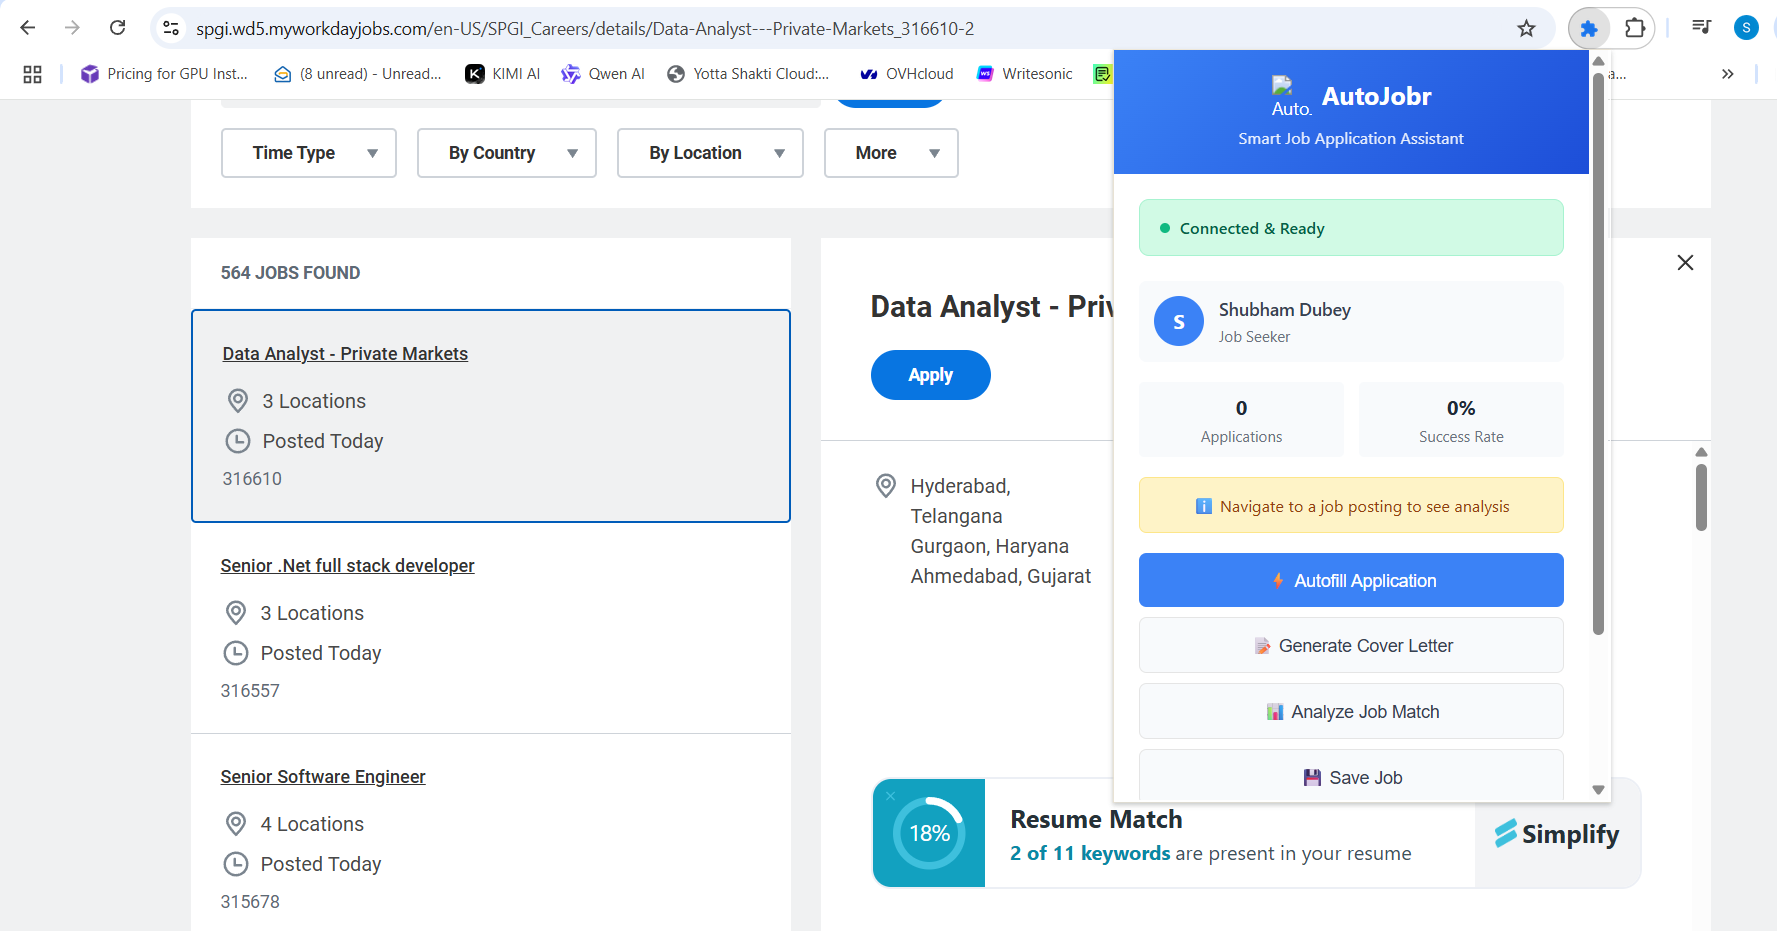 spgi.wd5.myworkdayjobs.com/en-US/SPGI_Careers/details/Data-Analyst---Private-Markets_316610-2
S
Pricing for GPU Inst...
(8 unread) - Unread...
KIMI AI
Qwen AI
Yotta Shakti Cloud:...
OVHcloud
Writesonic
a...
Time Type
By Country
By Location
More
564 JOBS FOUND
Data Analyst - Private Markets
3 Locations
Posted Today
316610
Senior .Net full stack developer
3 Locations
Posted Today
316557
Senior Software Engineer
4 Locations
Posted Today
315678
Data Analyst - Priv
Apply
Hyderabad,
Telangana
Gurgaon, Haryana
Ahmedabad, Gujarat
18%
Resume Match
2 of 11 keywords are present in your resume
Simplify
Auto.
AutoJobr
Smart Job Application Assistant
Connected & Ready
S
Shubham Dubey
Job Seeker
0
Applications
0%
Success Rate
Navigate to a job posting to see analysis
Autofill Application
Generate Cover Letter
Analyze Job Match
Save Job